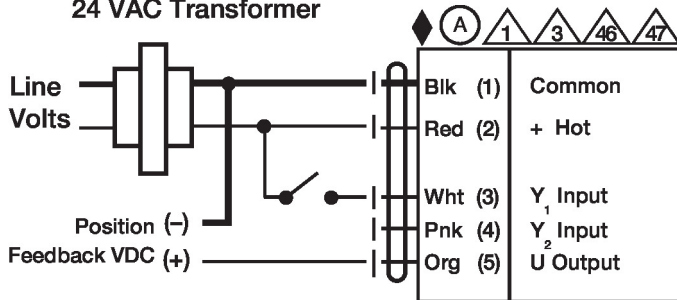 24 VAC Transformer
A 1 3 46 47
Line Volts
Blk (1) Common
Red (2) + Hot
Wht (3) Y1 Input
Position (−)
Pnk (4) Y2 Input
Feedback VDC (+)
Org (5) U Output